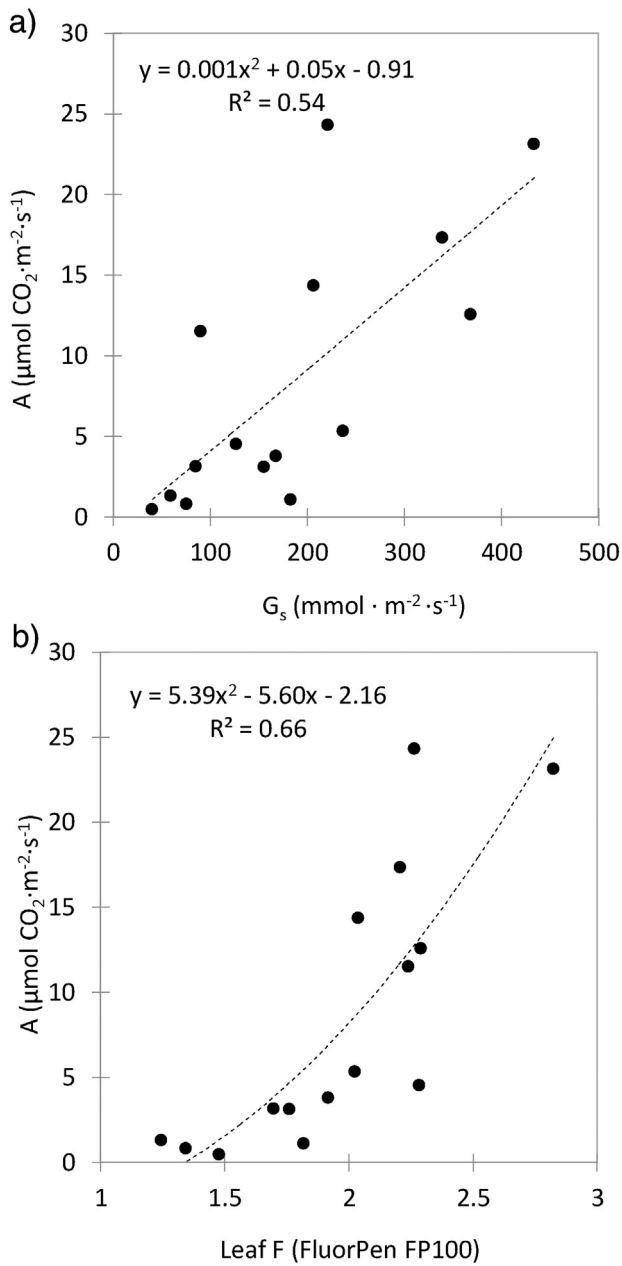 a)
30
25
20
15
10
5
0
A (µmol CO₂·m⁻²·s⁻¹)
y = 0.001x² + 0.05x - 0.91
R² = 0.54
0 100 200 300 400 500
Gₛ (mmol · m⁻²·s⁻¹)
b)
30
25
20
15
10
5
0
A (µmol CO₂·m⁻²·s⁻¹)
y = 5.39x² - 5.60x - 2.16
R² = 0.66
1 1.5 2 2.5 3
Leaf F (FluorPen FP100)